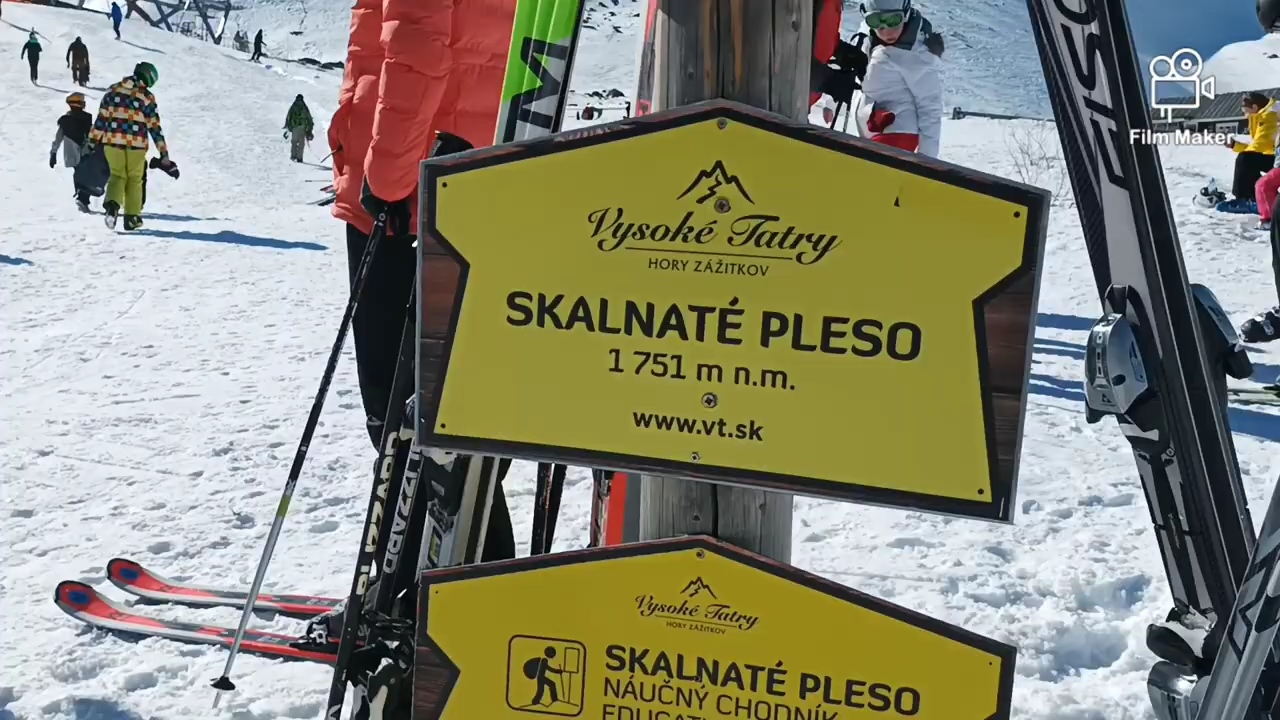 Film Maker
Vysoké Tatry
HORY ZÁŽITKOV
SKALNATÉ PLESO
1 751 m n.m.
www.vt.sk
Vysoké Tatry
HORY ZÁŽITKOV
SKALNATÉ PLESO
NÁUČNÝ CHODNÍK